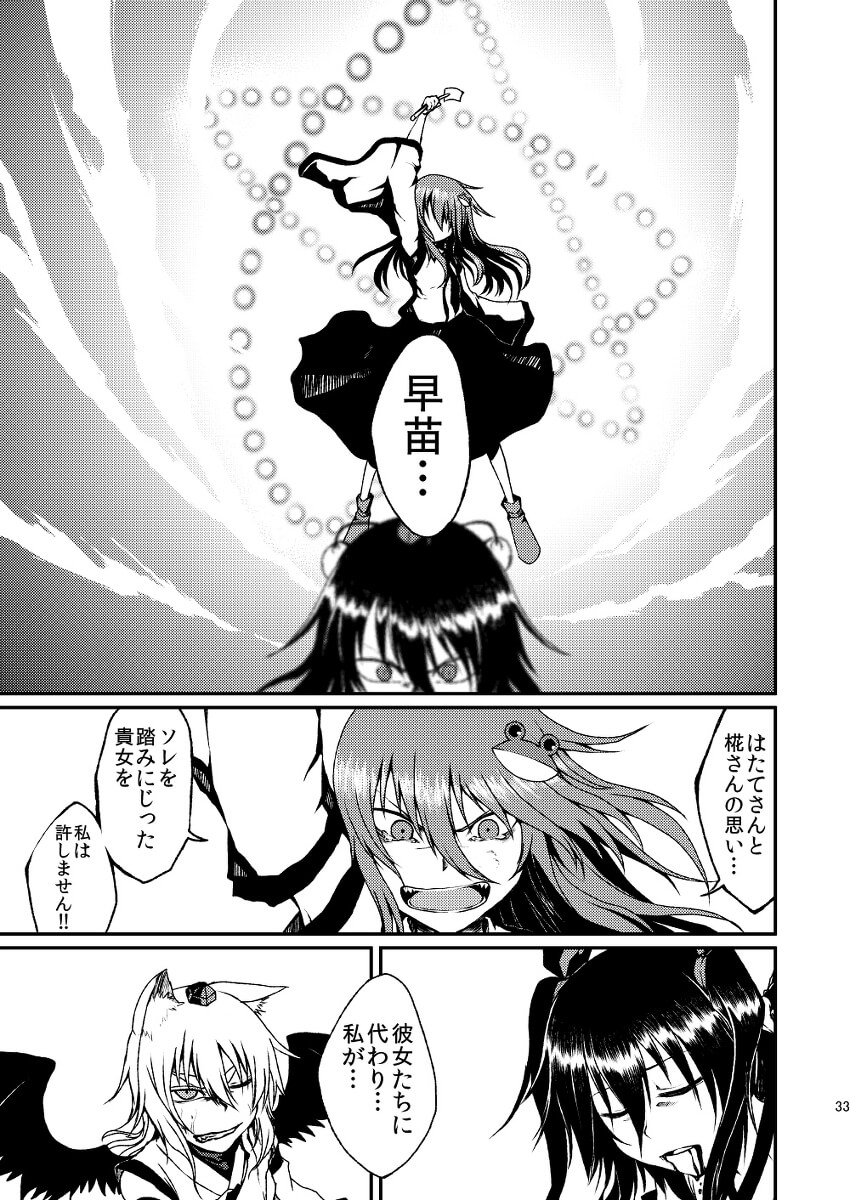 早苗…
はたてさんと
椛さんの思い…
ソレを
踏みにじった
貴女を
私は
許しません!!
彼女たちに
代わり…
私が…
33